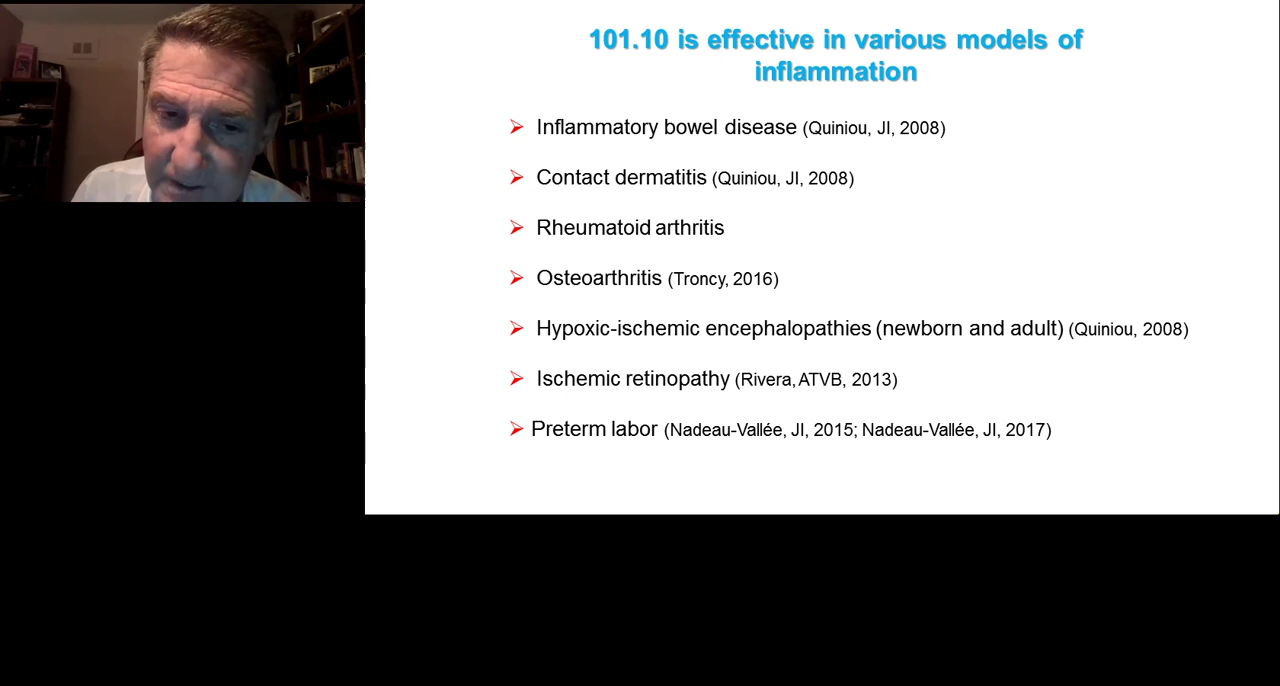 101.10 is effective in various models of
inflammation
➢ Inflammatory bowel disease (Quiniou, JI, 2008)
➢ Contact dermatitis (Quiniou, JI, 2008)
➢ Rheumatoid arthritis
➢ Osteoarthritis (Troncy, 2016)
➢ Hypoxic-ischemic encephalopathies (newborn and adult) (Quiniou, 2008)
➢ Ischemic retinopathy (Rivera, ATVB, 2013)
➢ Preterm labor (Nadeau-Vallée, JI, 2015; Nadeau-Vallée, JI, 2017)